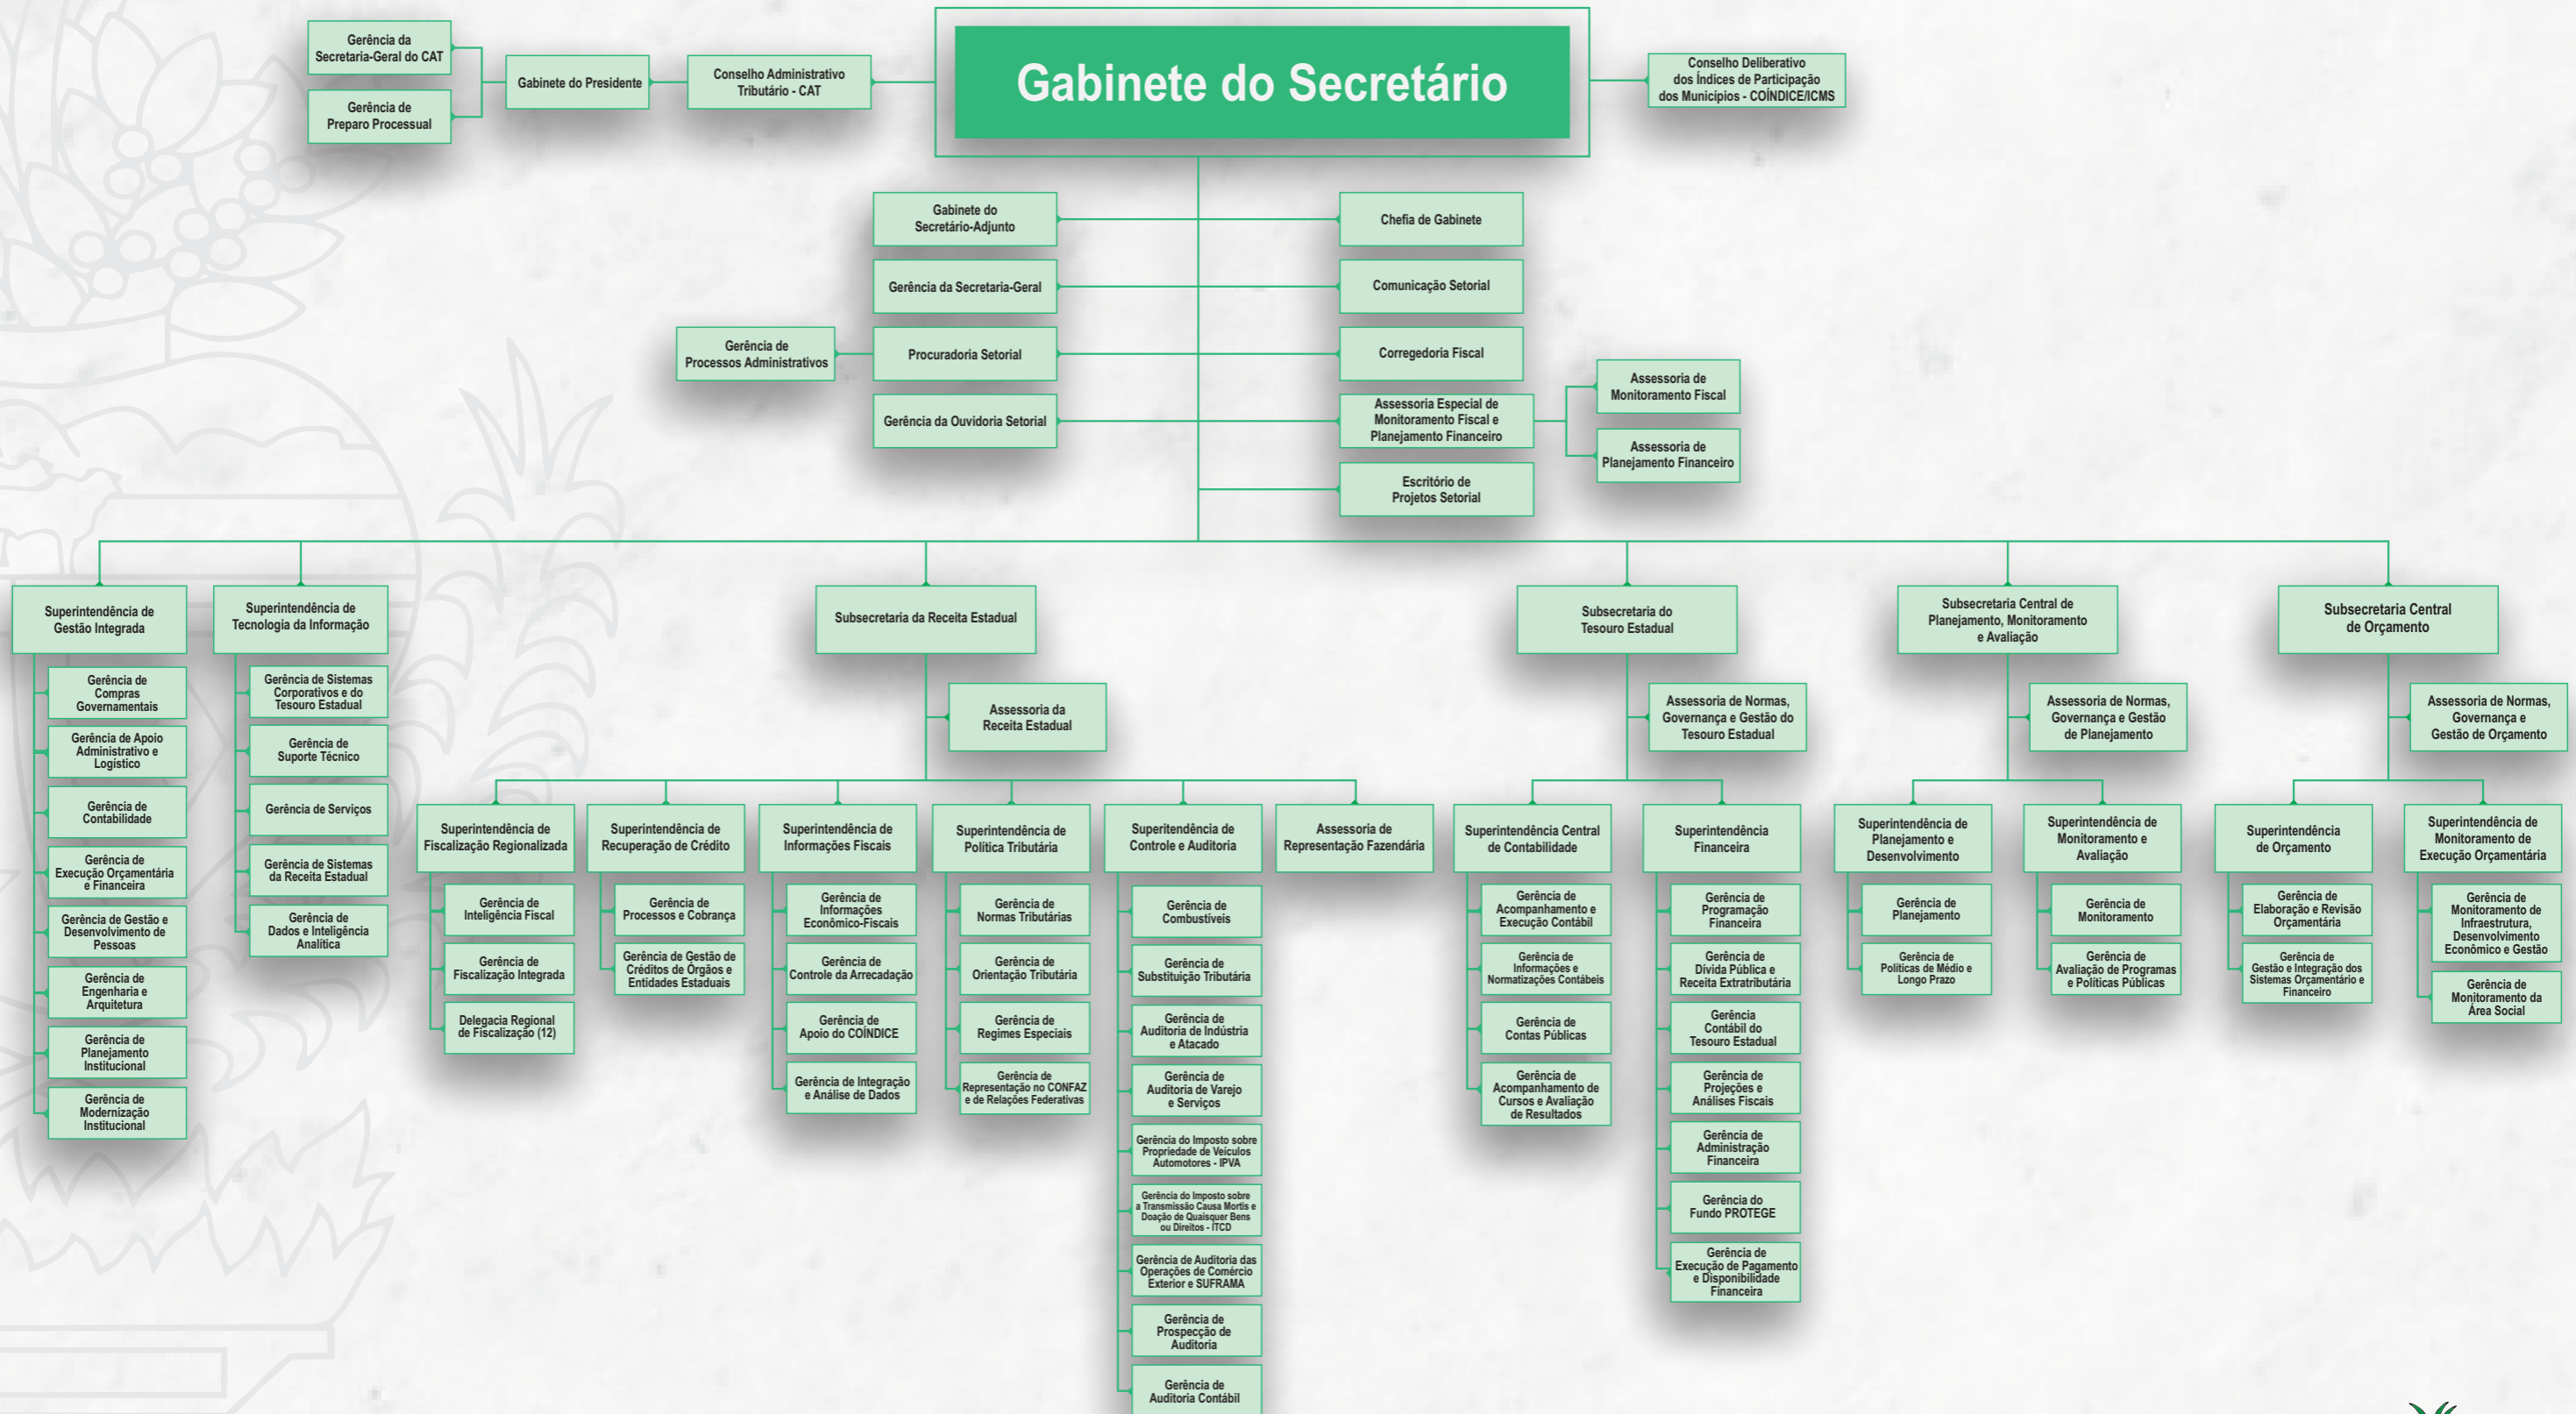 Gerência da
Secretaria-Geral do CAT
Gerência de
Preparo Processual
Gabinete do Presidente
Conselho Administrativo
Tributário - CAT
Gabinete do Secretário
Conselho Deliberativo
dos Índices de Participação
dos Municípios - COÍNDICE/ICMS
Gabinete do
Secretário-Adjunto
Chefia de Gabinete
Gerência da Secretaria-Geral
Comunicação Setorial
Gerência de
Processos Administrativos
Procuradoria Setorial
Corregedoria Fiscal
Gerência da Ouvidoria Setorial
Assessoria Especial de
Monitoramento Fiscal e
Planejamento Financeiro
Assessoria de
Monitoramento Fiscal
Assessoria de
Planejamento Financeiro
Escritório de
Projetos Setorial
Superintendência de
Gestão Integrada
Gerência de
Compras
Governamentais
Gerência de Apoio
Administrativo e
Logístico
Gerência de
Contabilidade
Gerência de
Execução Orçamentária
e Financeira
Gerência de Gestão e
Desenvolvimento de
Pessoas
Gerência de
Engenharia e
Arquitetura
Gerência de
Planejamento
Institucional
Gerência de
Modernização
Institucional
Superintendência de
Tecnologia da Informação
Gerência de Sistemas
Corporativos e do
Tesouro Estadual
Gerência de
Suporte Técnico
Gerência de Serviços
Gerência de Sistemas
da Receita Estadual
Gerência de
Dados e Inteligência
Analítica
Subsecretaria da Receita Estadual
Assessoria da
Receita Estadual
Superintendência de
Fiscalização Regionalizada
Gerência de
Inteligência Fiscal
Gerência de
Fiscalização Integrada
Delegacia Regional
de Fiscalização (12)
Superintendência de
Recuperação de Crédito
Gerência de
Processos e Cobrança
Gerência de Gestão de
Créditos de Órgãos e
Entidades Estaduais
Superintendência de
Informações Fiscais
Gerência de
Informações
Econômico-Fiscais
Gerência de
Controle da Arrecadação
Gerência de
Apoio do COÍNDICE
Gerência de Integração
e Análise de Dados
Superintendência de
Política Tributária
Gerência de
Normas Tributárias
Gerência de
Orientação Tributária
Gerência de
Regimes Especiais
Gerência de
Representação no CONFAZ
e de Relações Federativas
Superitendência de
Controle e Auditoria
Gerência de
Combustíveis
Gerência de
Substituição Tributária
Gerência de
Auditoria de Indústria
e Atacado
Gerência de
Auditoria de Varejo
e Serviços
Gerência do Imposto sobre
Propriedade de Veículos
Automotores - IPVA
Gerência do Imposto sobre
a Transmissão Causa Mortis e
Doação de Quaisquer Bens
ou Direitos - ITCD
Gerência de Auditoria das
Operações de Comércio
Exterior e SUFRAMA
Gerência de
Prospecção de
Auditoria
Gerência de
Auditoria Contábil
Assessoria de
Representação Fazendária
Subsecretaria do
Tesouro Estadual
Assessoria de Normas,
Governança e Gestão do
Tesouro Estadual
Superintendência Central
de Contabilidade
Gerência de
Acompanhamento e
Execução Contábil
Gerência de
Informações e
Normatizações Contábeis
Gerência de
Contas Públicas
Gerência de
Acompanhamento de
Cursos e Avaliação
de Resultados
Superintendência
Financeira
Gerência de
Programação
Financeira
Gerência de
Dívida Pública e
Receita Extratributária
Gerência
Contábil do
Tesouro Estadual
Gerência de
Projeções e
Análises Fiscais
Gerência de
Administração
Financeira
Gerência do
Fundo PROTEGE
Gerência de
Execução de Pagamento
e Disponibilidade
Financeira
Subsecretaria Central de
Planejamento, Monitoramento
e Avaliação
Assessoria de Normas,
Governança e Gestão
de Planejamento
Superintendência de
Planejamento e
Desenvolvimento
Gerência de
Planejamento
Gerência de
Políticas de Médio e
Longo Prazo
Superintendência de
Monitoramento e
Avaliação
Gerência de
Monitoramento
Gerência de
Avaliação de Programas
e Políticas Públicas
Subsecretaria Central
de Orçamento
Assessoria de Normas,
Governança e
Gestão de Orçamento
Superintendência
de Orçamento
Gerência de
Elaboração e Revisão
Orçamentária
Gerência de
Gestão e Integração dos
Sistemas Orçamentário e
Financeiro
Superintendência de
Monitoramento de
Execução Orçamentária
Gerência de
Monitoramento de
Infraestrutura,
Desenvolvimento
Econômico e Gestão
Gerência de
Monitoramento da
Área Social